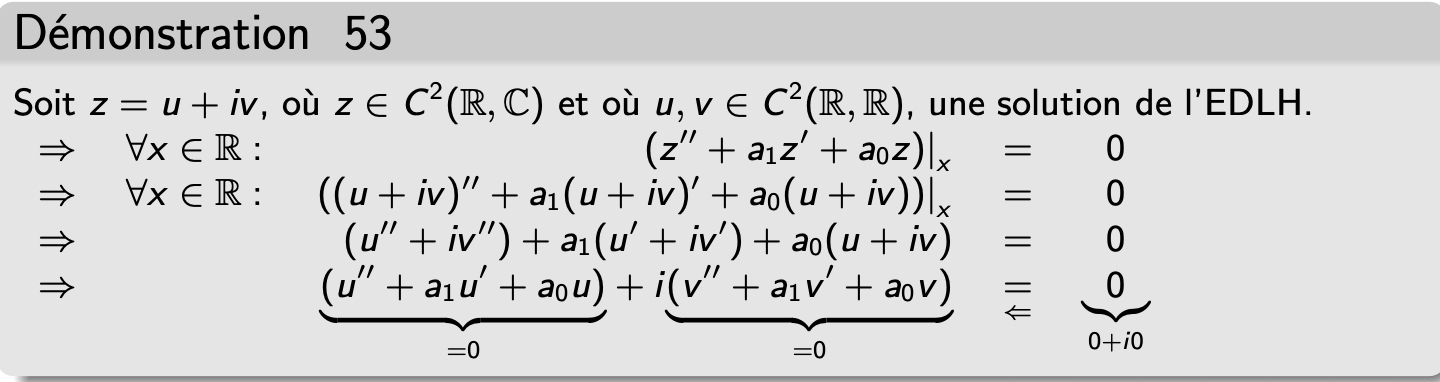 Démonstration 53
Soit z = u + iv, où z ∈ C²(ℝ, ℂ) et où u, v ∈ C²(ℝ, ℝ), une solution de l'EDLH.
⇒ ∀x ∈ ℝ : (z′′ + a₁z′ + a₀z)|ₓ = 0
⇒ ∀x ∈ ℝ : ((u + iv)′′ + a₁(u + iv)′ + a₀(u + iv))|ₓ = 0
⇒ (u′′ + iv′′) + a₁(u′ + iv′) + a₀(u + iv) = 0
⇒ (u′′ + a₁u′ + a₀u) + i(v′′ + a₁v′ + a₀v) = 0
⇐
=0 =0 0+i0